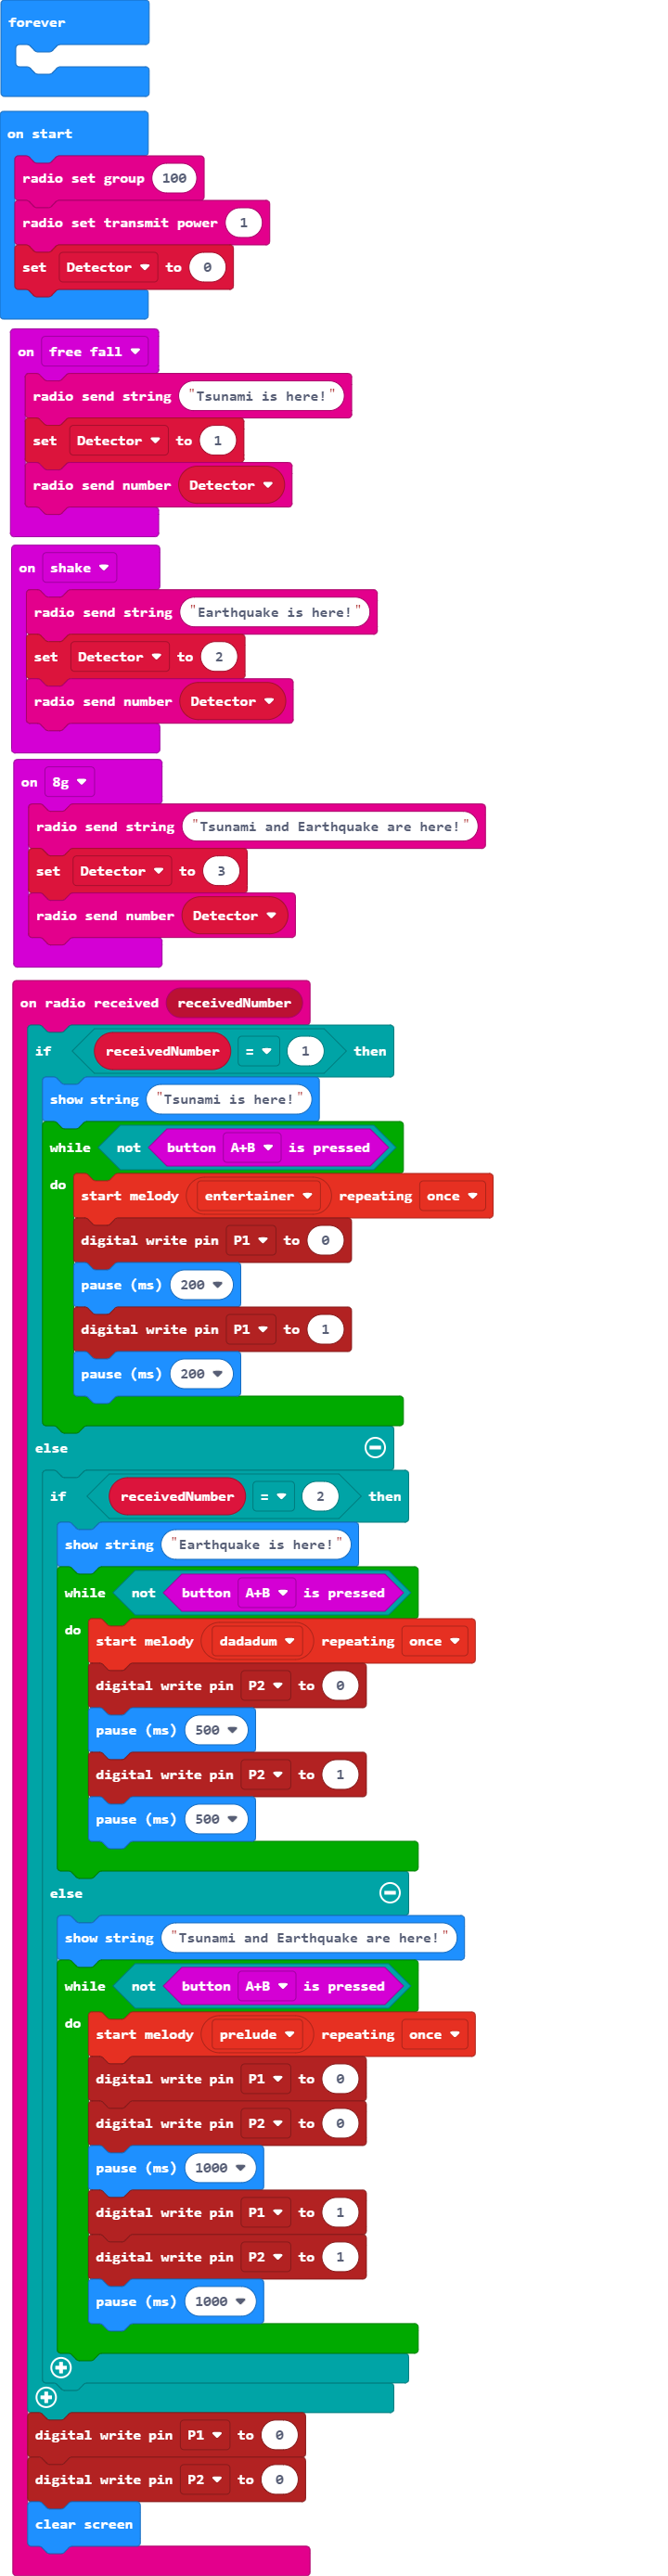 forever
on start
radio set group 100
radio set transmit power 1
set Detector to 0
on free fall
radio send string "Tsunami is here!"
set Detector to 1
radio send number Detector
on shake
radio send string "Earthquake is here!"
set Detector to 2
radio send number Detector
on 8g
radio send string "Tsunami and Earthquake are here!"
set Detector to 3
radio send number Detector
on radio received receivedNumber
if receivedNumber = 1 then
show string "Tsunami is here!"
while not button A+B is pressed
do start melody entertainer repeating once
digital write pin P1 to 0
pause (ms) 200
digital write pin P1 to 1
pause (ms) 200
else
if receivedNumber = 2 then
show string "Earthquake is here!"
while not button A+B is pressed
do start melody dadadum repeating once
digital write pin P2 to 0
pause (ms) 500
digital write pin P2 to 1
pause (ms) 500
else
show string "Tsunami and Earthquake are here!"
while not button A+B is pressed
do start melody prelude repeating once
digital write pin P1 to 0
digital write pin P2 to 0
pause (ms) 1000
digital write pin P1 to 1
digital write pin P2 to 1
pause (ms) 1000
digital write pin P1 to 0
digital write pin P2 to 0
clear screen